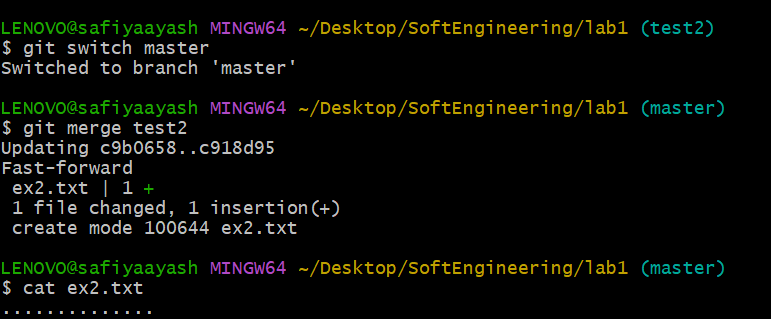 LENOVO@safiyaayash MINGW64 ~/Desktop/SoftEngineering/lab1 (test2)
$ git switch master
Switched to branch 'master'
LENOVO@safiyaayash MINGW64 ~/Desktop/SoftEngineering/lab1 (master)
$ git merge test2
Updating c9b0658..c918d95
Fast-forward
 ex2.txt | 1 +
 1 file changed, 1 insertion(+)
 create mode 100644 ex2.txt
LENOVO@safiyaayash MINGW64 ~/Desktop/SoftEngineering/lab1 (master)
$ cat ex2.txt
..............